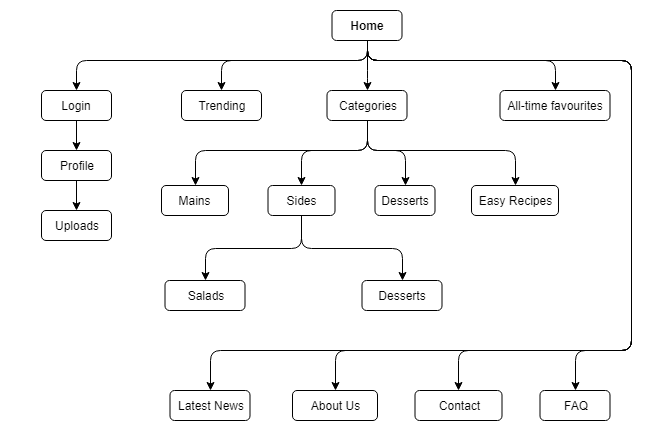 Home
Login
Trending
Categories
All-time favourites
Profile
Mains
Sides
Desserts
Easy Recipes
Uploads
Salads
Desserts
Latest News
About Us
Contact
FAQ